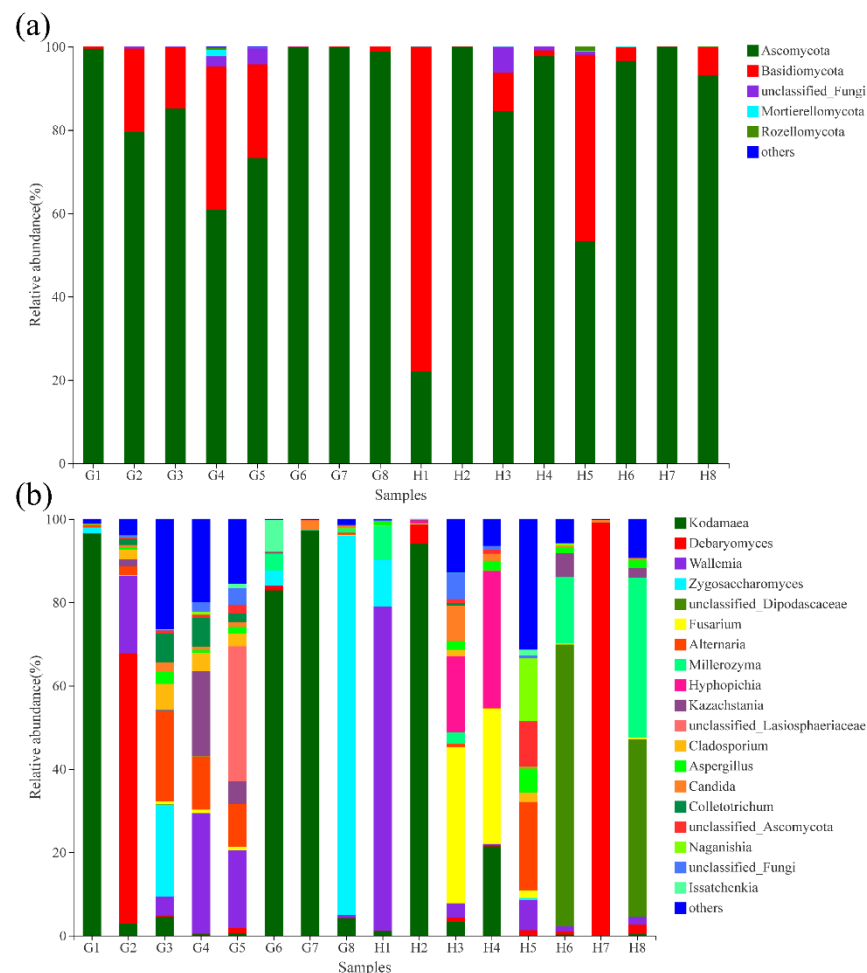 (a)
Relative abundance(%)
100
80
60
40
20
0
G1 G2 G3 G4 G5 G6 G7 G8 H1 H2 H3 H4 H5 H6 H7 H8
Samples
Ascomycota
Basidiomycota
unclassified_Fungi
Mortierellomycota
Rozellomycota
others
(b)
Relative abundance(%)
100
80
60
40
20
0
G1 G2 G3 G4 G5 G6 G7 G8 H1 H2 H3 H4 H5 H6 H7 H8
Samples
Kodamaea
Debaryomyces
Wallemia
Zygosaccharomyces
unclassified_Dipodascaceae
Fusarium
Alternaria
Millerozyma
Hyphopichia
Kazachstania
unclassified_Lasiosphaeriaceae
Cladosporium
Aspergillus
Candida
Colletotrichum
unclassified_Ascomycota
Naganishia
unclassified_Fungi
Issatchenkia
others